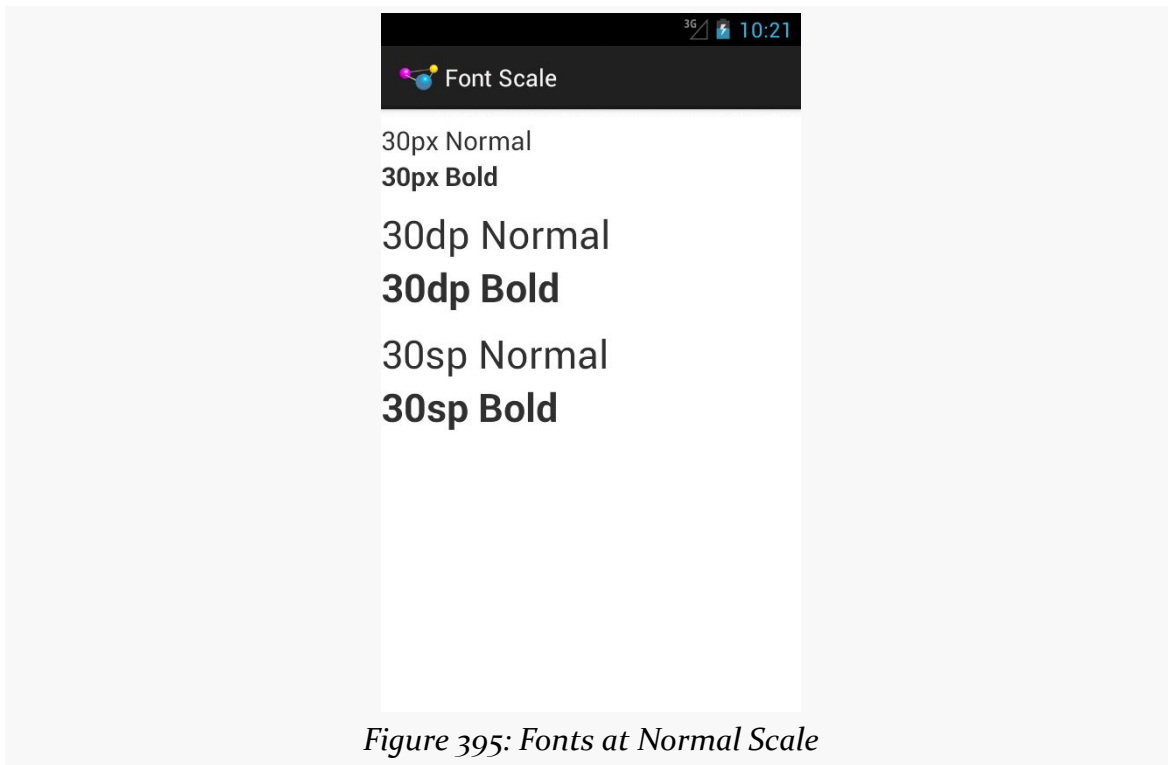 3G 10:21
Font Scale
30px Normal
30px Bold
30dp Normal
30dp Bold
30sp Normal
30sp Bold
Figure 395: Fonts at Normal Scale